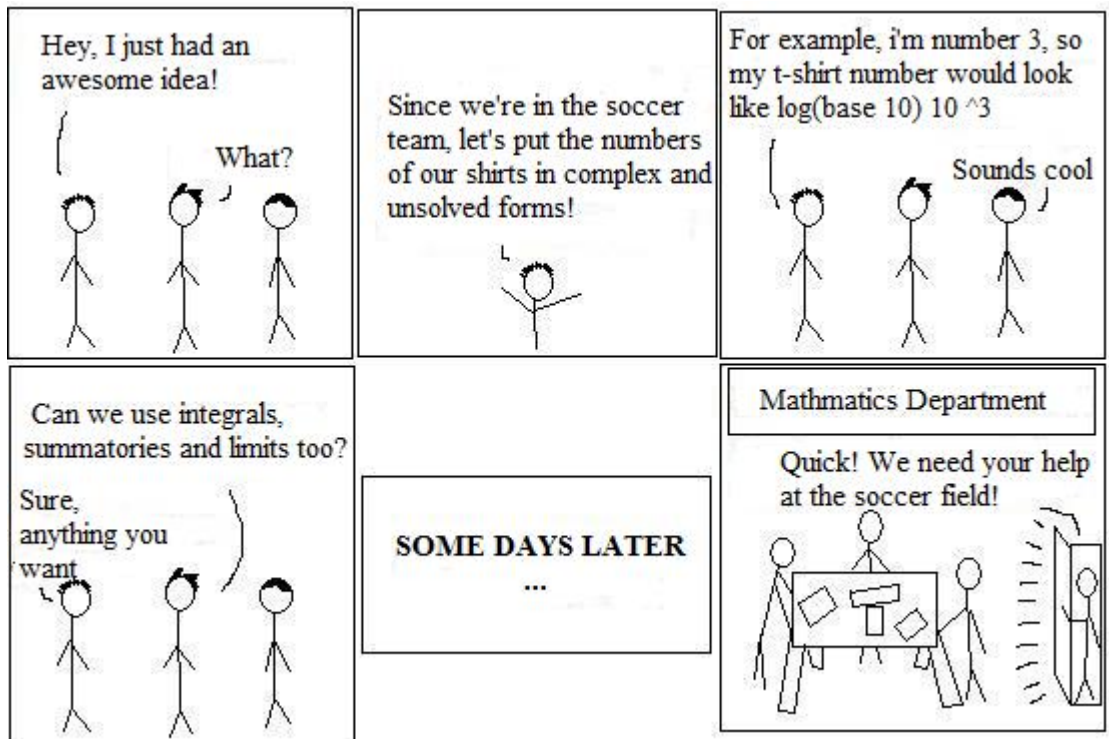 Hey, I just had an
awesome idea!
What?
Since we're in the soccer
team, let's put the numbers
of our shirts in complex and
unsolved forms!
For example, i'm number 3, so
my t-shirt number would look
like log(base 10) 10 ^3
Sounds cool
Can we use integrals,
summatories and limits too?
Sure,
anything you
want
SOME DAYS LATER
...
Mathmatics Department
Quick! We need your help
at the soccer field!